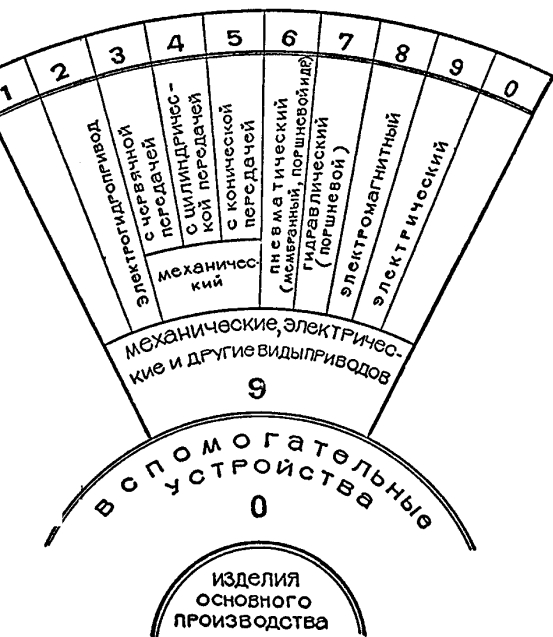 1 2 3 4 5 6 7 8 9 0
электрогидропривод
с червячной
передачей
с цилиндричес-
кой передачей
с конической
передачей
механичес-
кий
пневматический
(мембранный, поршневой и др.)
гидравлический
(поршневой)
электромагнитный
электрический
механические, электричес-
кие и другие виды приводов
9
вспомогательные
устройства
0
изделия
основного
производства